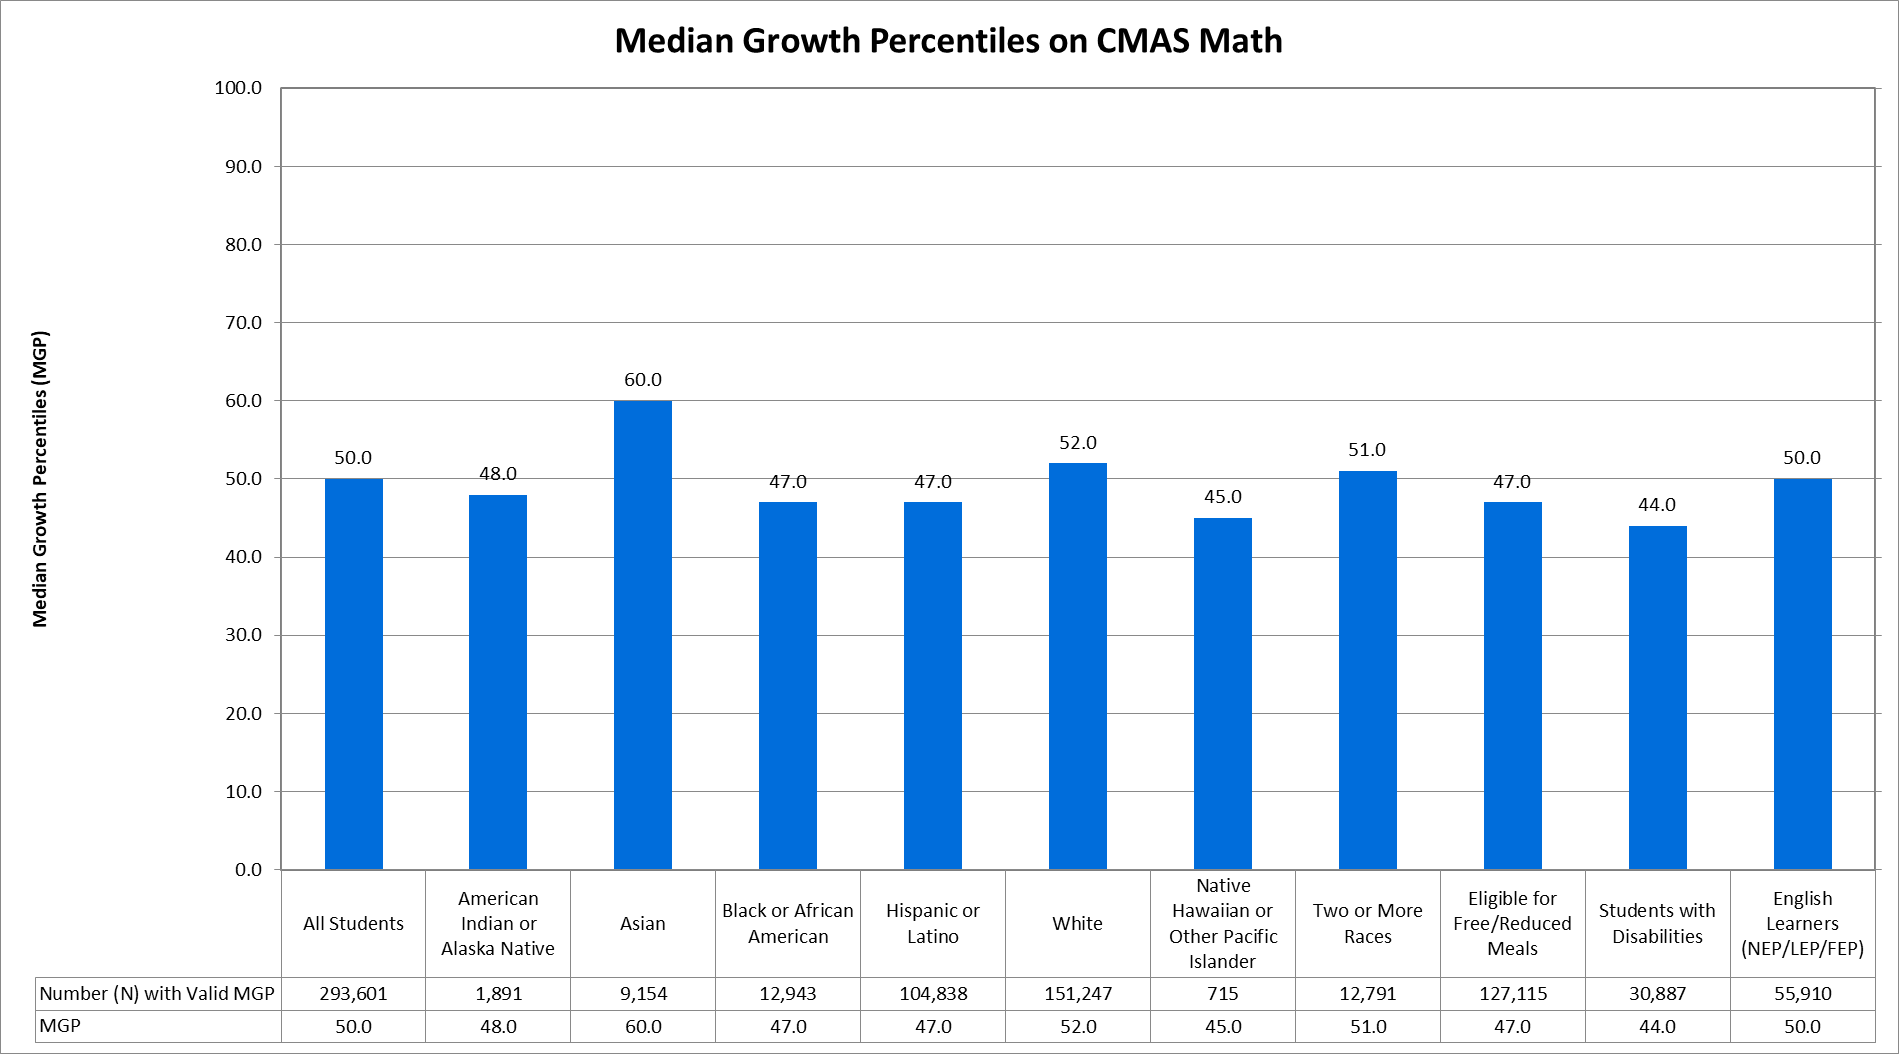 Median Growth Percentiles on CMAS Math
Median Growth Percentiles (MGP)
100.0
90.0
80.0
70.0
60.0
50.0
40.0
30.0
20.0
10.0
0.0
50.0
48.0
60.0
47.0
47.0
52.0
45.0
51.0
47.0
44.0
50.0
All Students
American
Indian or
Alaska Native
Asian
Black or African
American
Hispanic or
Latino
White
Native
Hawaiian or
Other Pacific
Islander
Two or More
Races
Eligible for
Free/Reduced
Meals
Students with
Disabilities
English
Learners
(NEP/LEP/FEP)
Number (N) with Valid MGP 293,601 1,891 9,154 12,943 104,838 151,247 715 12,791 127,115 30,887 55,910
MGP 50.0 48.0 60.0 47.0 47.0 52.0 45.0 51.0 47.0 44.0 50.0